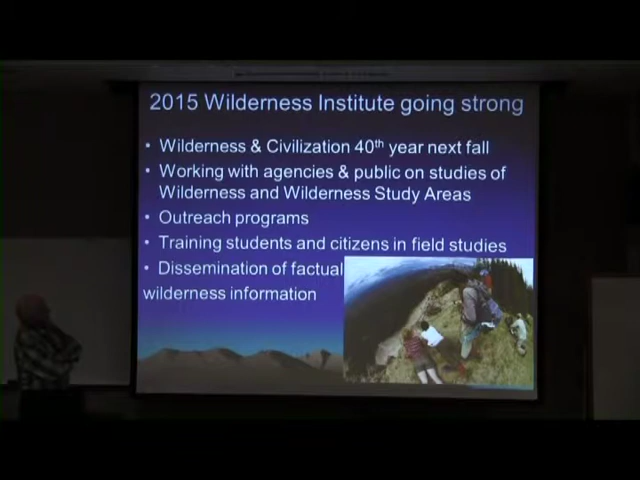 2015 Wilderness Institute going strong
• Wilderness & Civilization 40th year next fall
• Working with agencies & public on studies of
Wilderness and Wilderness Study Areas
• Outreach programs
• Training students and citizens in field studies
• Dissemination of factual
wilderness information